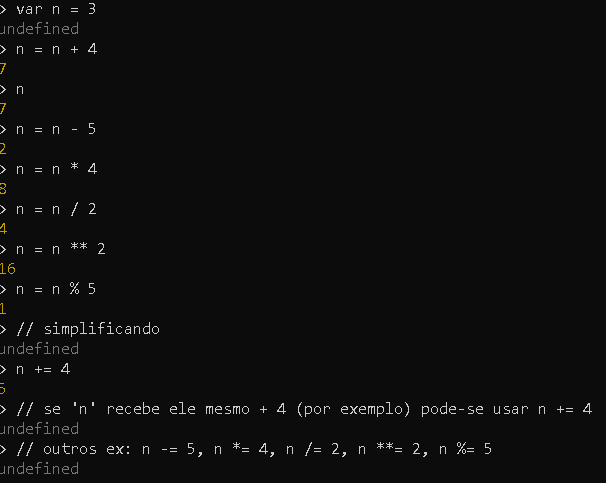 > var n = 3
undefined
> n = n + 4
7
> n
7
> n = n - 5
2
> n = n * 4
8
> n = n / 2
4
> n = n ** 2
16
> n = n % 5
1
> // simplificando
undefined
> n += 4
5
> // se 'n' recebe ele mesmo + 4 (por exemplo) pode-se usar n += 4
undefined
> // outros ex: n -= 5, n *= 4, n /= 2, n **= 2, n %= 5
undefined